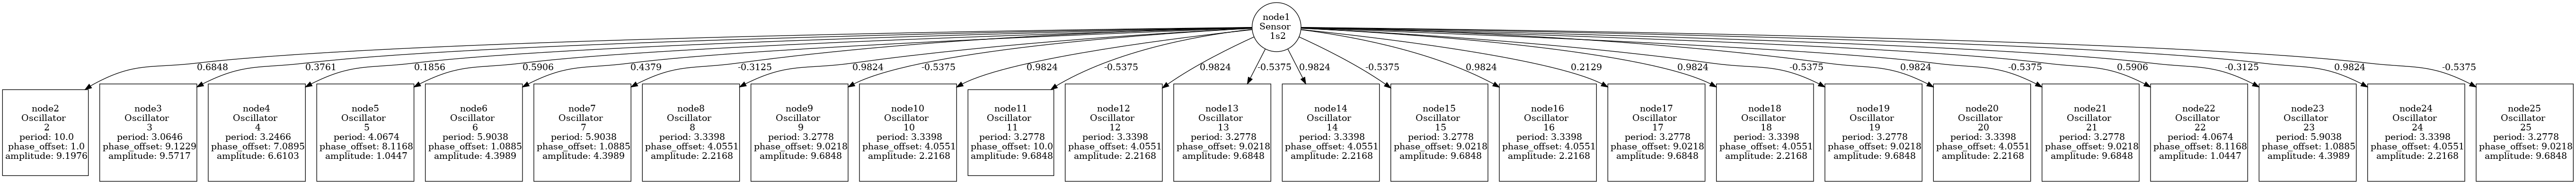 node1
Sensor
1s2
0.6848
0.3761
0.1856
0.5906
0.4379
-0.3125
0.9824
-0.5375
0.9824
-0.5375
0.9824
-0.5375
0.9824
-0.5375
0.9824
0.2129
0.9824
-0.5375
0.9824
-0.5375
0.5906
-0.3125
0.9824
-0.5375
node2
Oscillator
2
period: 10.0
phase_offset: 1.0
amplitude: 9.1976
node3
Oscillator
3
period: 3.0646
phase_offset: 9.1229
amplitude: 9.5717
node4
Oscillator
4
period: 3.2466
phase_offset: 7.0895
amplitude: 6.6103
node5
Oscillator
5
period: 4.0674
phase_offset: 8.1168
amplitude: 1.0447
node6
Oscillator
6
period: 5.9038
phase_offset: 1.0885
amplitude: 4.3989
node7
Oscillator
7
period: 5.9038
phase_offset: 1.0885
amplitude: 4.3989
node8
Oscillator
8
period: 3.3398
phase_offset: 4.0551
amplitude: 2.2168
node9
Oscillator
9
period: 3.2778
phase_offset: 9.0218
amplitude: 9.6848
node10
Oscillator
10
period: 3.3398
phase_offset: 4.0551
amplitude: 2.2168
node11
Oscillator
11
period: 3.2778
phase_offset: 10.0
amplitude: 9.6848
node12
Oscillator
12
period: 3.3398
phase_offset: 4.0551
amplitude: 2.2168
node13
Oscillator
13
period: 3.2778
phase_offset: 9.0218
amplitude: 9.6848
node14
Oscillator
14
period: 3.3398
phase_offset: 4.0551
amplitude: 2.2168
node15
Oscillator
15
period: 3.2778
phase_offset: 9.0218
amplitude: 9.6848
node16
Oscillator
16
period: 3.3398
phase_offset: 4.0551
amplitude: 2.2168
node17
Oscillator
17
period: 3.2778
phase_offset: 9.0218
amplitude: 9.6848
node18
Oscillator
18
period: 3.3398
phase_offset: 4.0551
amplitude: 2.2168
node19
Oscillator
19
period: 3.2778
phase_offset: 9.0218
amplitude: 9.6848
node20
Oscillator
20
period: 3.3398
phase_offset: 4.0551
amplitude: 2.2168
node21
Oscillator
21
period: 3.2778
phase_offset: 9.0218
amplitude: 9.6848
node22
Oscillator
22
period: 4.0674
phase_offset: 8.1168
amplitude: 1.0447
node23
Oscillator
23
period: 5.9038
phase_offset: 1.0885
amplitude: 4.3989
node24
Oscillator
24
period: 3.3398
phase_offset: 4.0551
amplitude: 2.2168
node25
Oscillator
25
period: 3.2778
phase_offset: 9.0218
amplitude: 9.6848